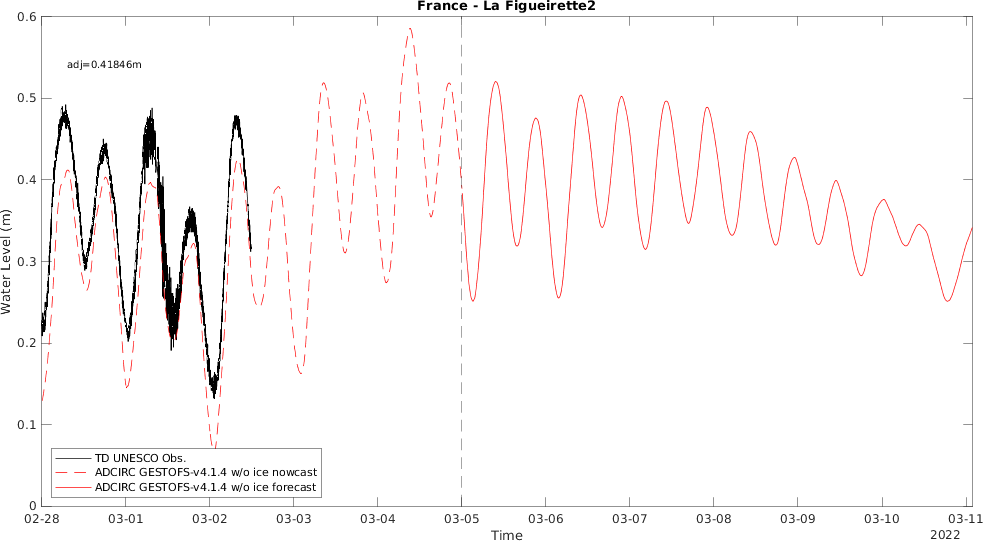 France - La Figueirette2
adj=0.41846m
0.6
0.5
0.4
0.3
0.2
0.1
0
Water Level (m)
TD UNESCO Obs.
ADCIRC GESTOFS-v4.1.4 w/o ice nowcast
ADCIRC GESTOFS-v4.1.4 w/o ice forecast
02-28 03-01 03-02 03-03 03-04 03-05 03-06 03-07 03-08 03-09 03-10 03-11
Time
2022